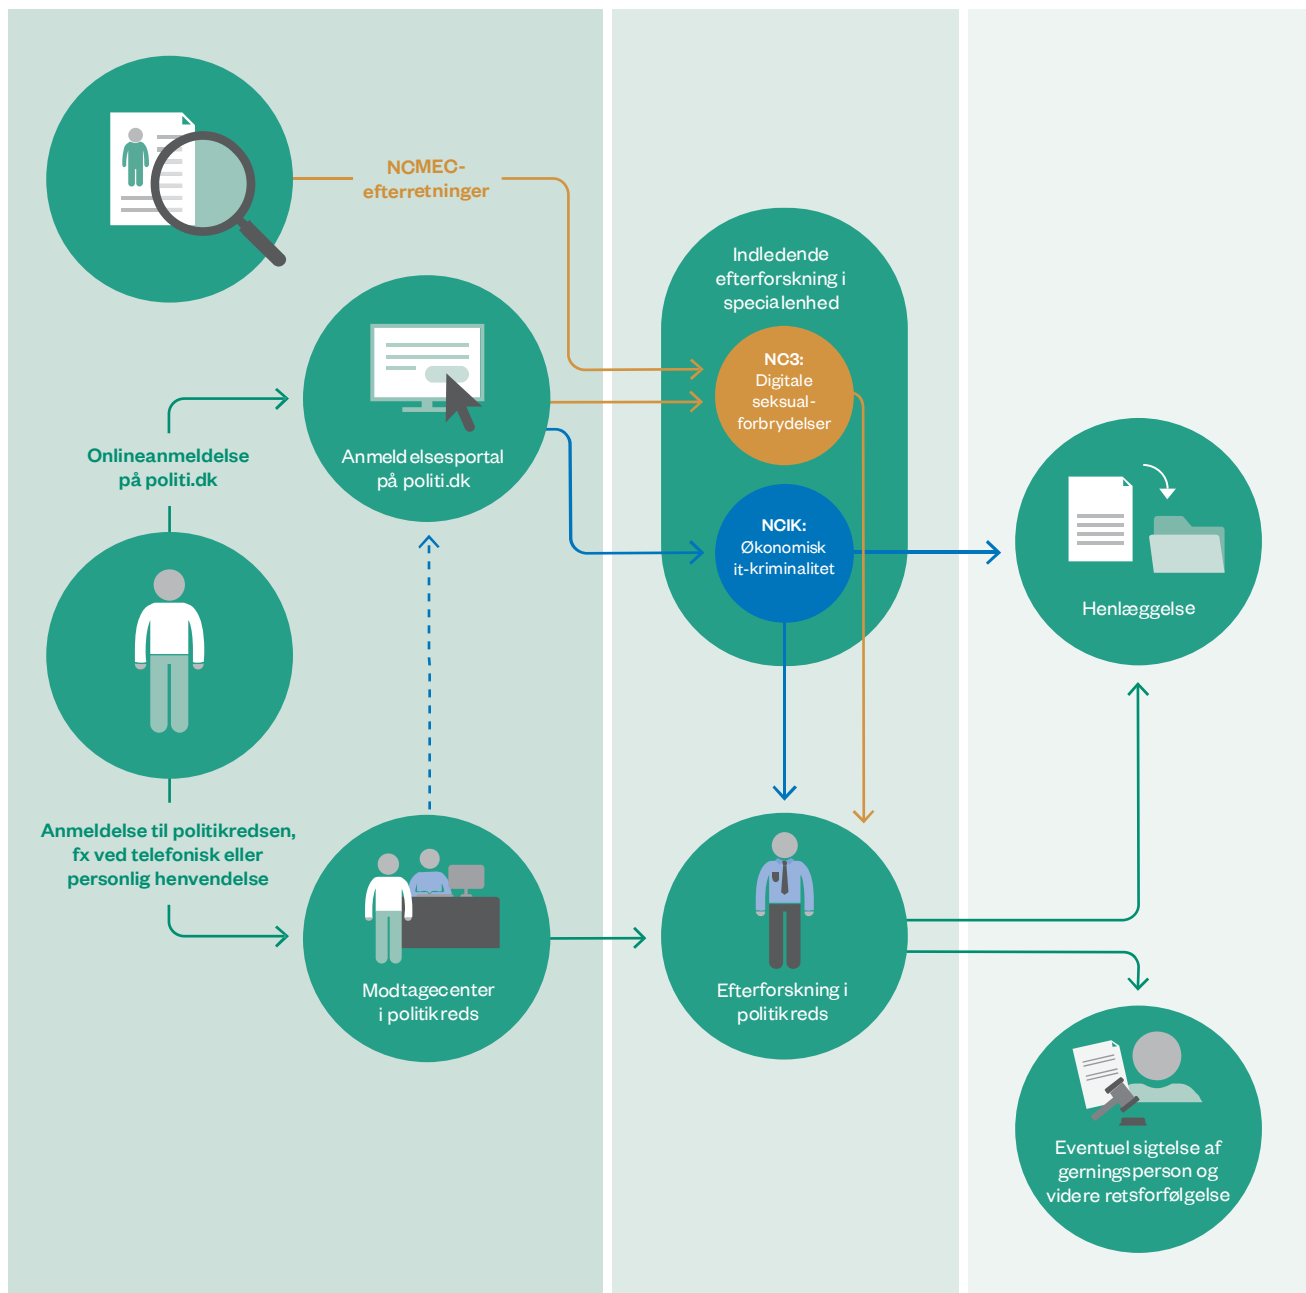 NCMEC-
efterretninger
Onlineanmeldelse
på politi.dk
Anmeldelsesportal
på politi.dk
Anmeldelse til politikredsen,
fx ved telefonisk eller
personlig henvendelse
Modtagecenter
i politikreds
Indledende
efterforskning i
specialenhed
NC3:
Digitale
seksual-
forbrydelser
NCIK:
Økonomisk
it-kriminalitet
Efterforskning i
politikreds
Henlæggelse
Eventuel sigtelse af
gerningsperson og
videre retsforfølgelse